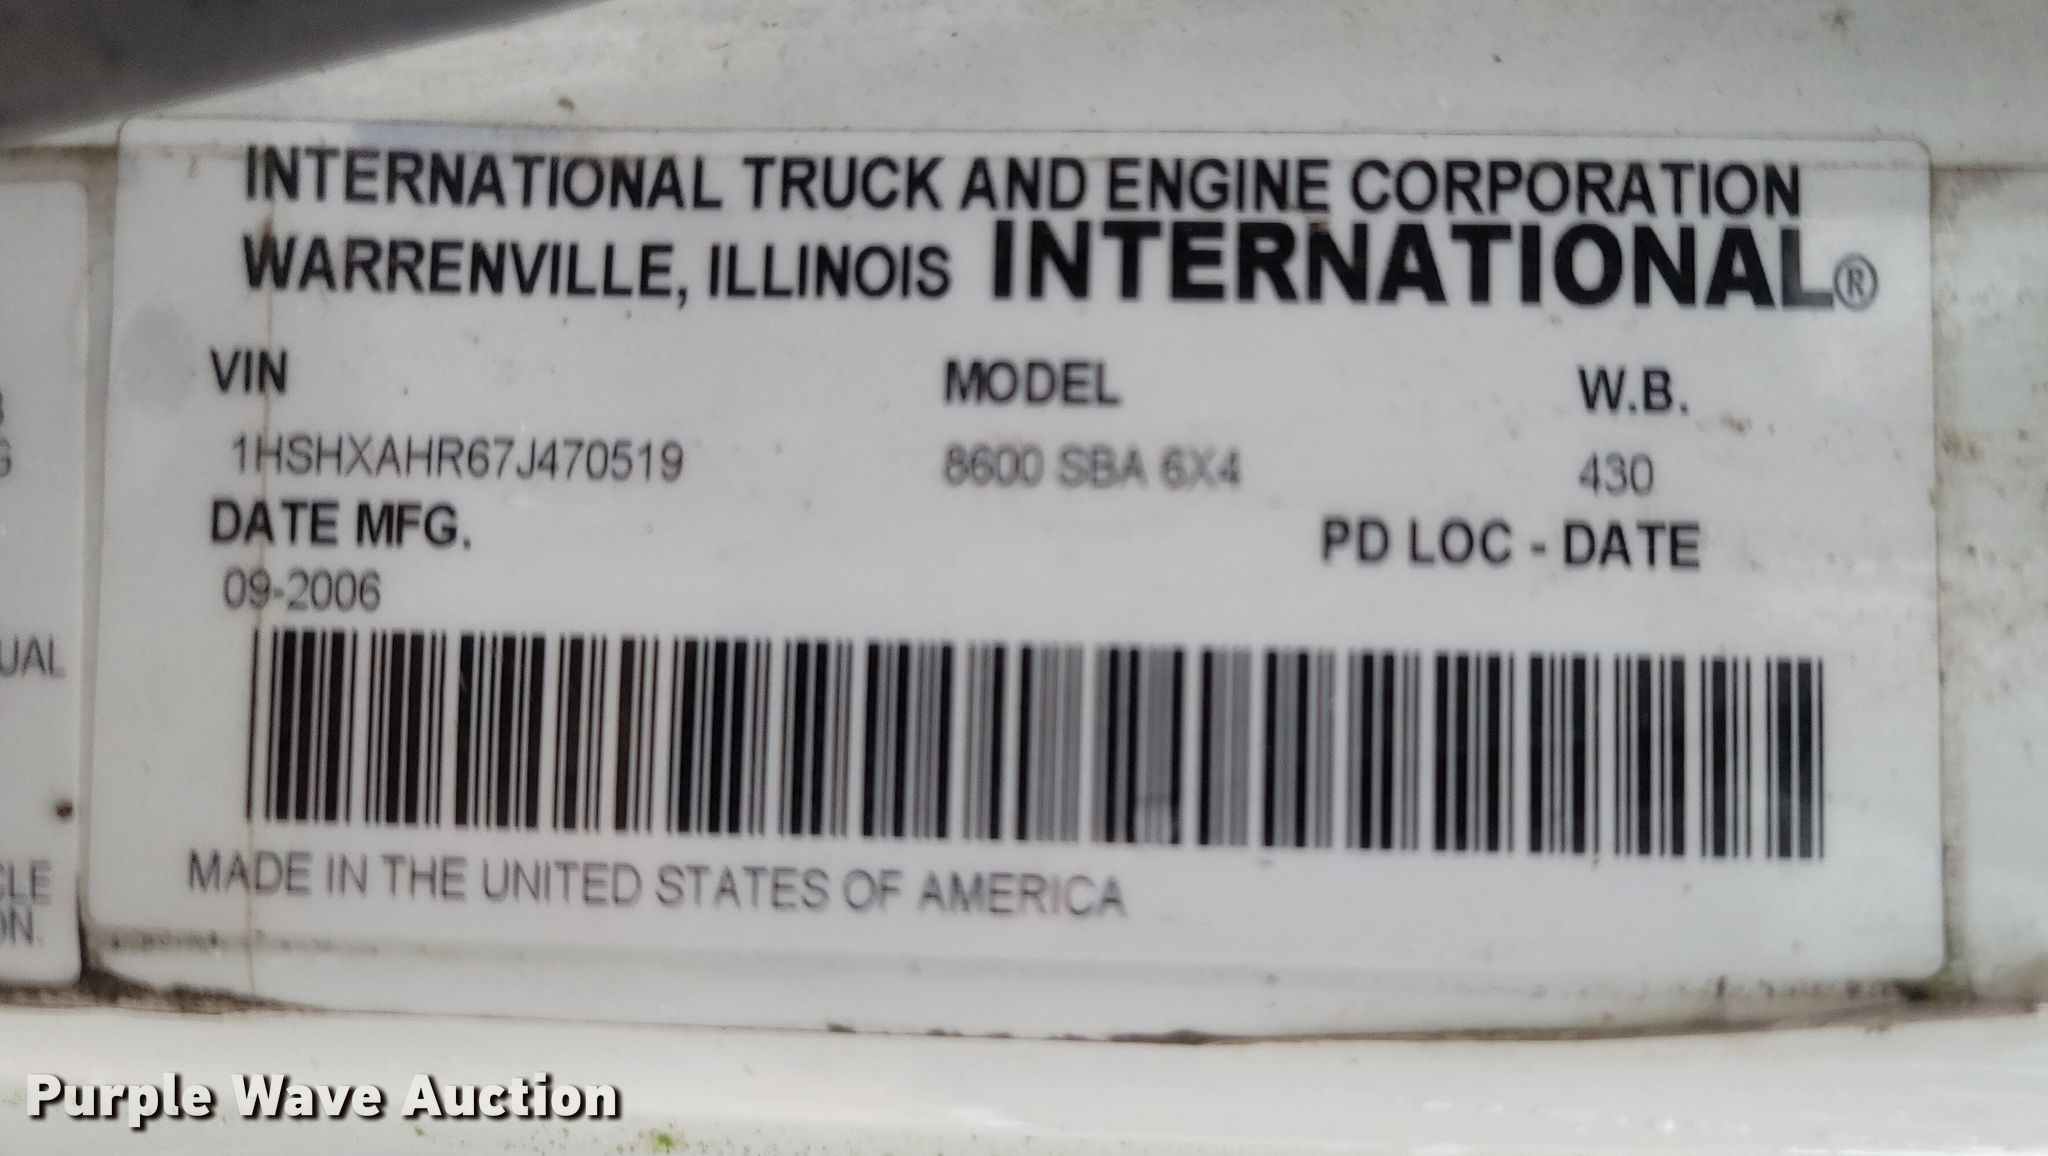 INTERNATIONAL TRUCK AND ENGINE CORPORATION
WARRENVILLE, ILLINOIS INTERNATIONAL®
VIN MODEL W.B.
1HSHXAHR67J470519 8600 SBA 6X4 430
DATE MFG. PD LOC - DATE
09-2006
MADE IN THE UNITED STATES OF AMERICA
Purple Wave Auction